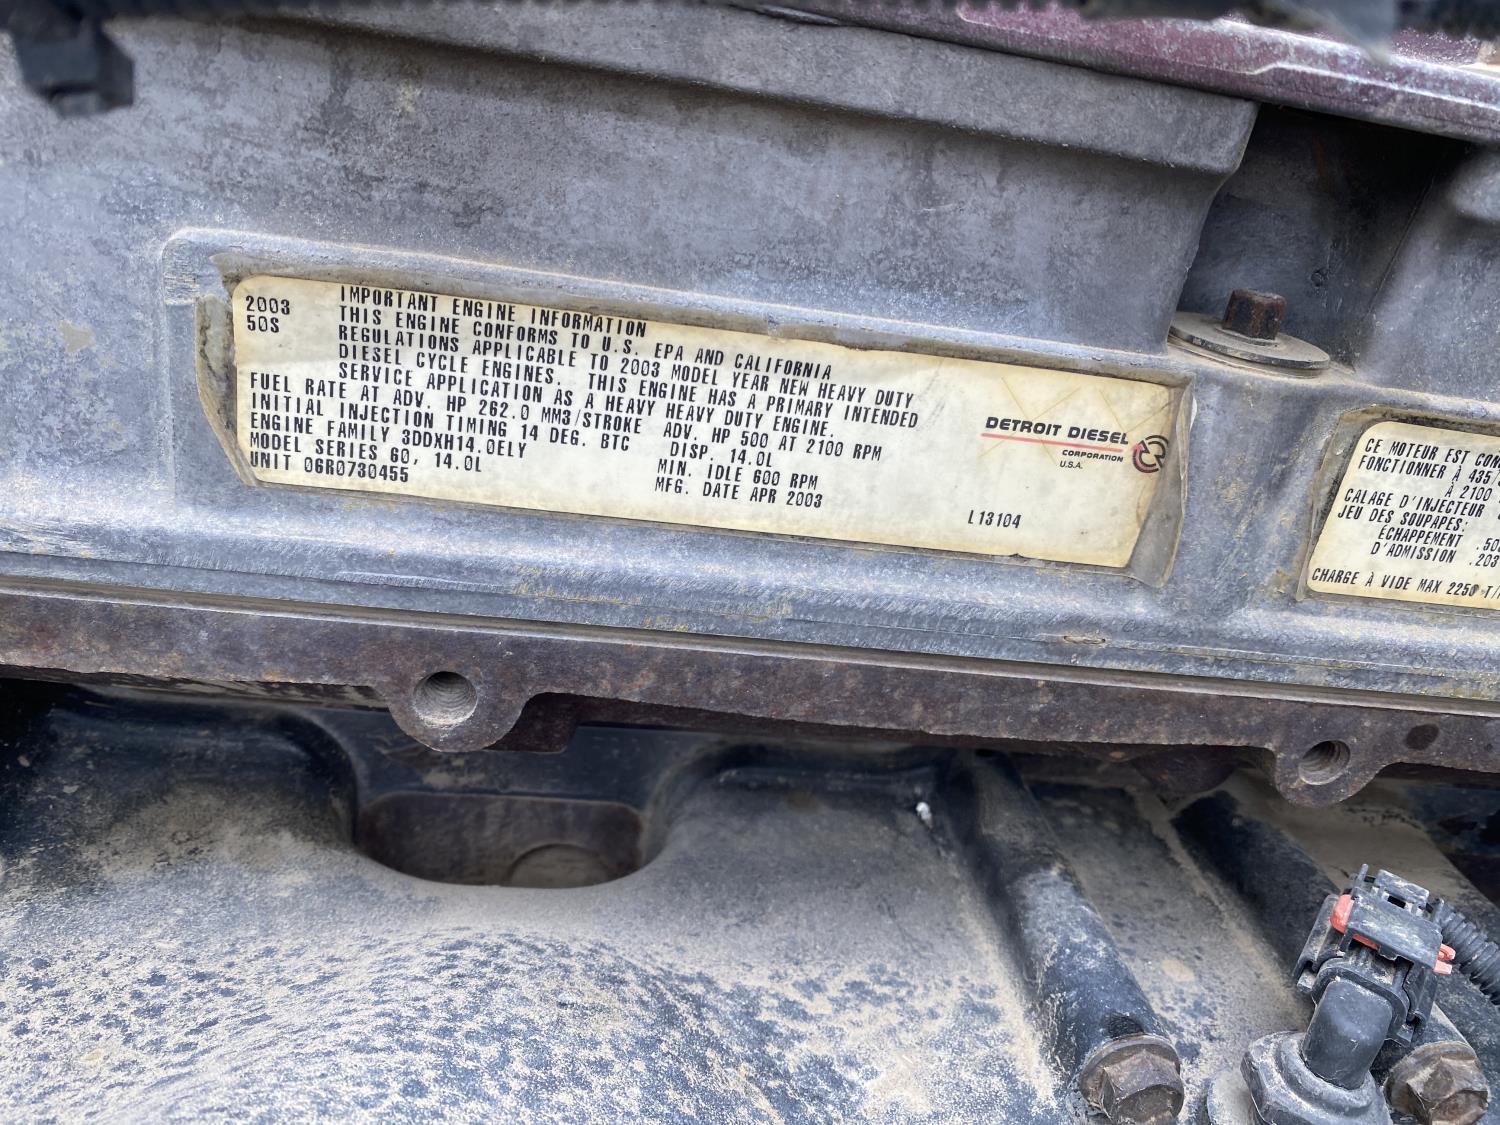 2003
50S
IMPORTANT ENGINE INFORMATION
THIS ENGINE CONFORMS TO U.S. EPA AND CALIFORNIA
REGULATIONS APPLICABLE TO 2003 MODEL YEAR NEW HEAVY DUTY
DIESEL CYCLE ENGINES. THIS ENGINE HAS A PRIMARY INTENDED
SERVICE APPLICATION AS A HEAVY HEAVY DUTY ENGINE.
FUEL RATE AT ADV. HP 262.0 MM3/STROKE ADV. HP 500 AT 2100 RPM
INITIAL INJECTION TIMING 14 DEG. BTC DISP. 14.0L
ENGINE FAMILY 3DDXH14.0ELY MIN. IDLE 600 RPM
MODEL SERIES 60, 14.0L MFG. DATE APR 2003
UNIT 06R0730455
DETROIT DIESEL
CORPORATION
U.S.A.
L13104
CE MOTEUR EST
FONCTIONNER À 435/
À 2100
CALAGE D'INJECTEUR
JEU DES SOUPAPES:
ÉCHAPPEMENT .50
D'ADMISSION .203
CHARGE À VIDE MAX 2250 T/